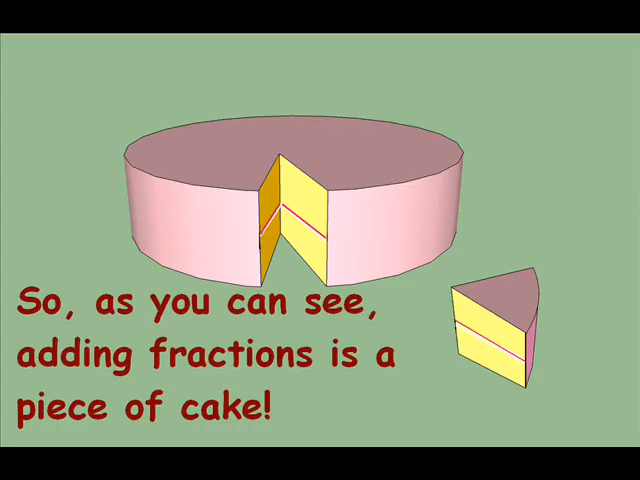 So, as you can see,
adding fractions is a
piece of cake!